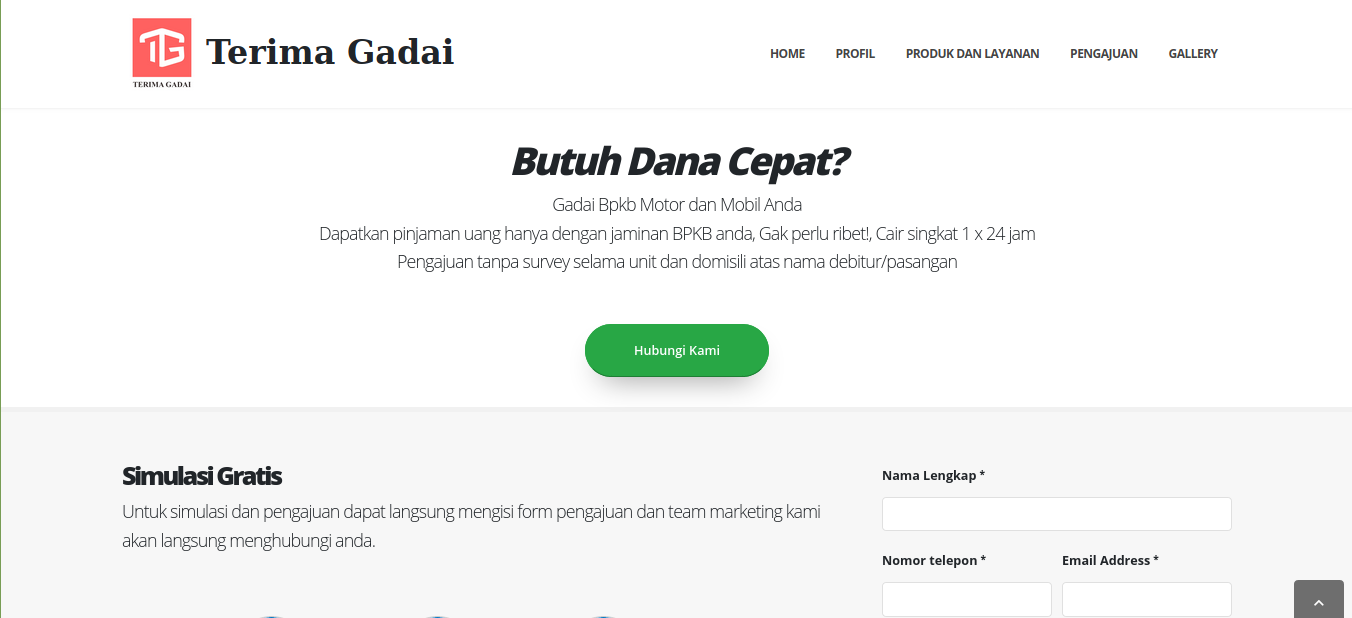 TERIMA GADAI
Terima Gadai
HOME
PROFIL
PRODUK DAN LAYANAN
PENGAJUAN
GALLERY
Butuh Dana Cepat?
Gadai Bpkb Motor dan Mobil Anda
Dapatkan pinjaman uang hanya dengan jaminan BPKB anda, Gak perlu ribet!, Cair singkat 1 x 24 jam
Pengajuan tanpa survey selama unit dan domisili atas nama debitur/pasangan
Hubungi Kami
Simulasi Gratis
Untuk simulasi dan pengajuan dapat langsung mengisi form pengajuan dan team marketing kami
akan langsung menghubungi anda.
Nama Lengkap *
Nomor telepon *
Email Address *